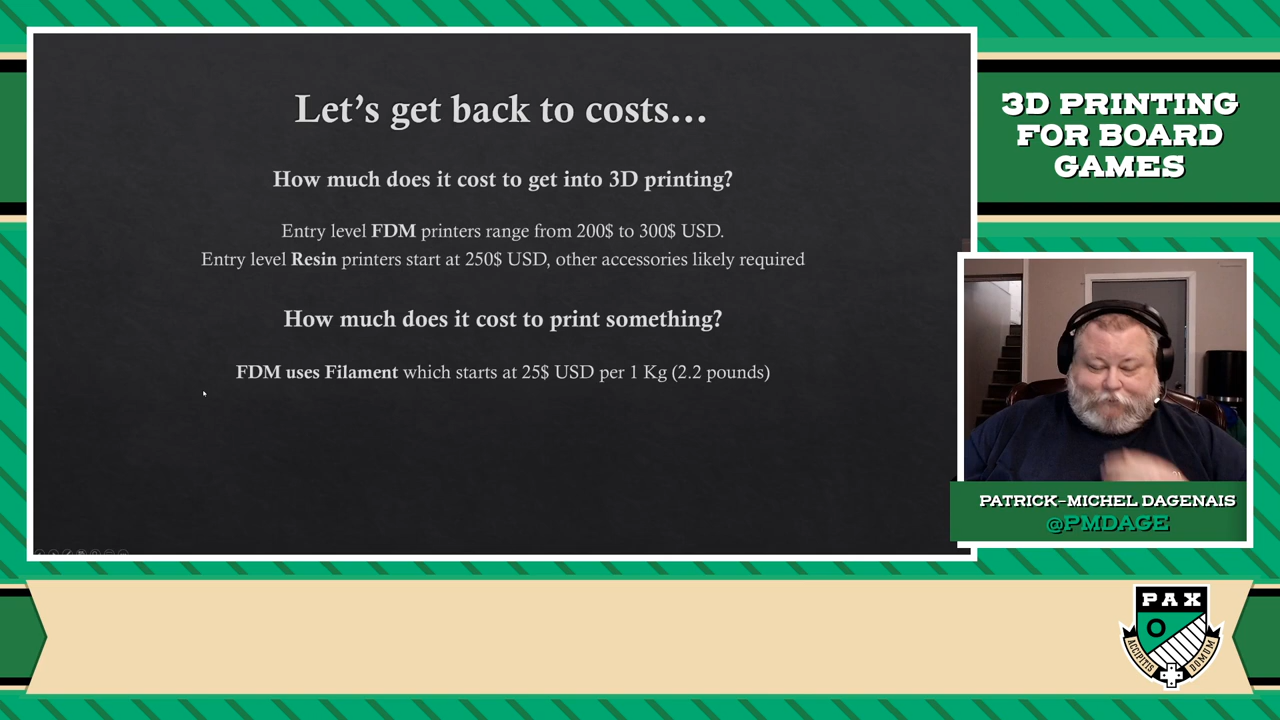 Let's get back to costs...
How much does it cost to get into 3D printing?
Entry level FDM printers range from 200$ to 300$ USD.
Entry level Resin printers start at 250$ USD, other accessories likely required
How much does it cost to print something?
FDM uses Filament which starts at 25$ USD per 1 Kg (2.2 pounds)
3D PRINTING
FOR BOARD
GAMES
PATRICK-MICHEL DAGENAIS
@PMDAGE
PAX
O
ACCIPITIS
DOMUM